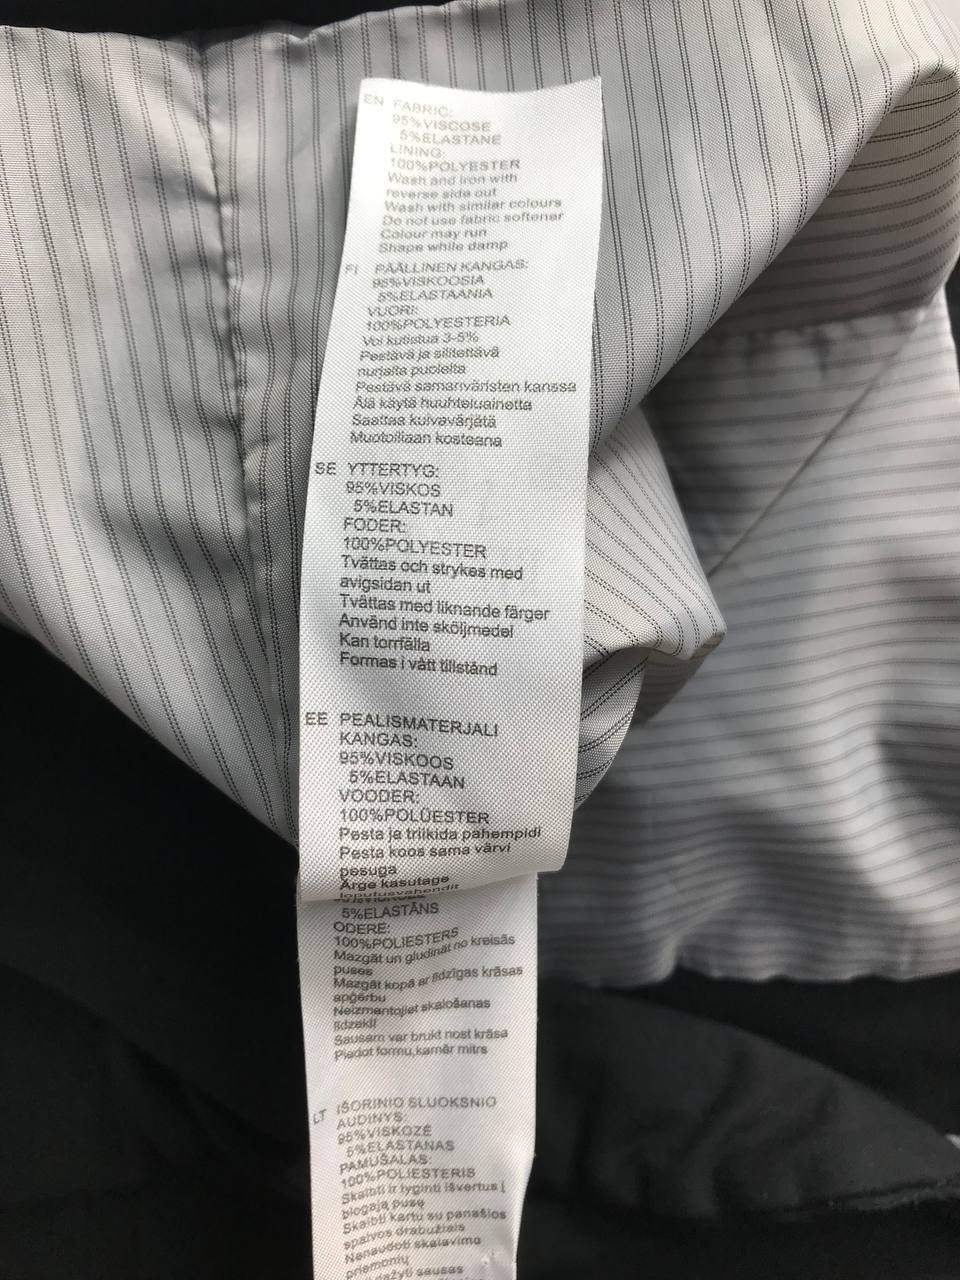 EN FABRIC:
95%VISCOSE
5%ELASTANE
LINING:
100%POLYESTER
Wash and iron with
reverse side out
Wash with similar colours
Do not use fabric softener
Colour may run
Shape while damp
FI PÄÄLLINEN KANGAS:
95%VISKOOSIA
5%ELASTAANIA
VUORI:
100%POLYESTERIA
Voi kutistua 3-5%
Pestävä ja silitettävä
nurjalta puolelta
Pestävä samanväristen kanssa
Älä käytä huuhteluainetta
Saattaa kuivavärjätä
Muotoillaan kosteana
SE YTTERTYG:
95%VISKOS
5%ELASTAN
FODER:
100%POLYESTER
Tvättas och strykes med
avigsidan ut
Tvättas med liknande färger
Använd inte sköljmedel
Kan torrfälla
Formas i vått tillstånd
EE PEALISMATERJALI
KANGAS:
95%VISKOOS
5%ELASTAAN
VOODER:
100%POLÜESTER
Pesta ja triikida pahempidi
Pesta koos sama värvi
pesuga
Ärge kasutage
loputusvahendit
5%ELASTĀNS
ODERE:
100%POLIESTERS
Mazgāt un gludināt no kreisās
puses
Mazgāt kopā ar līdzīgas krāsas
apģērbu
Neizmantojiet skalošanas
līdzekli
Sausam var brukt nost krāsa
Piedot formu,kamēr mitrs
LT IŠORINIO SLUOKSNIO
AUDINYS:
95%VISKOZĖ
5%ELASTANAS
PAMUŠALAS:
100%POLIESTERIS
Skalbti ir lyginti išvertus į
blogąją pusę
Skalbti kartu su panašios
spalvos drabužiais
Nenaudoti skalavimo
priemonių
dažyti sausas